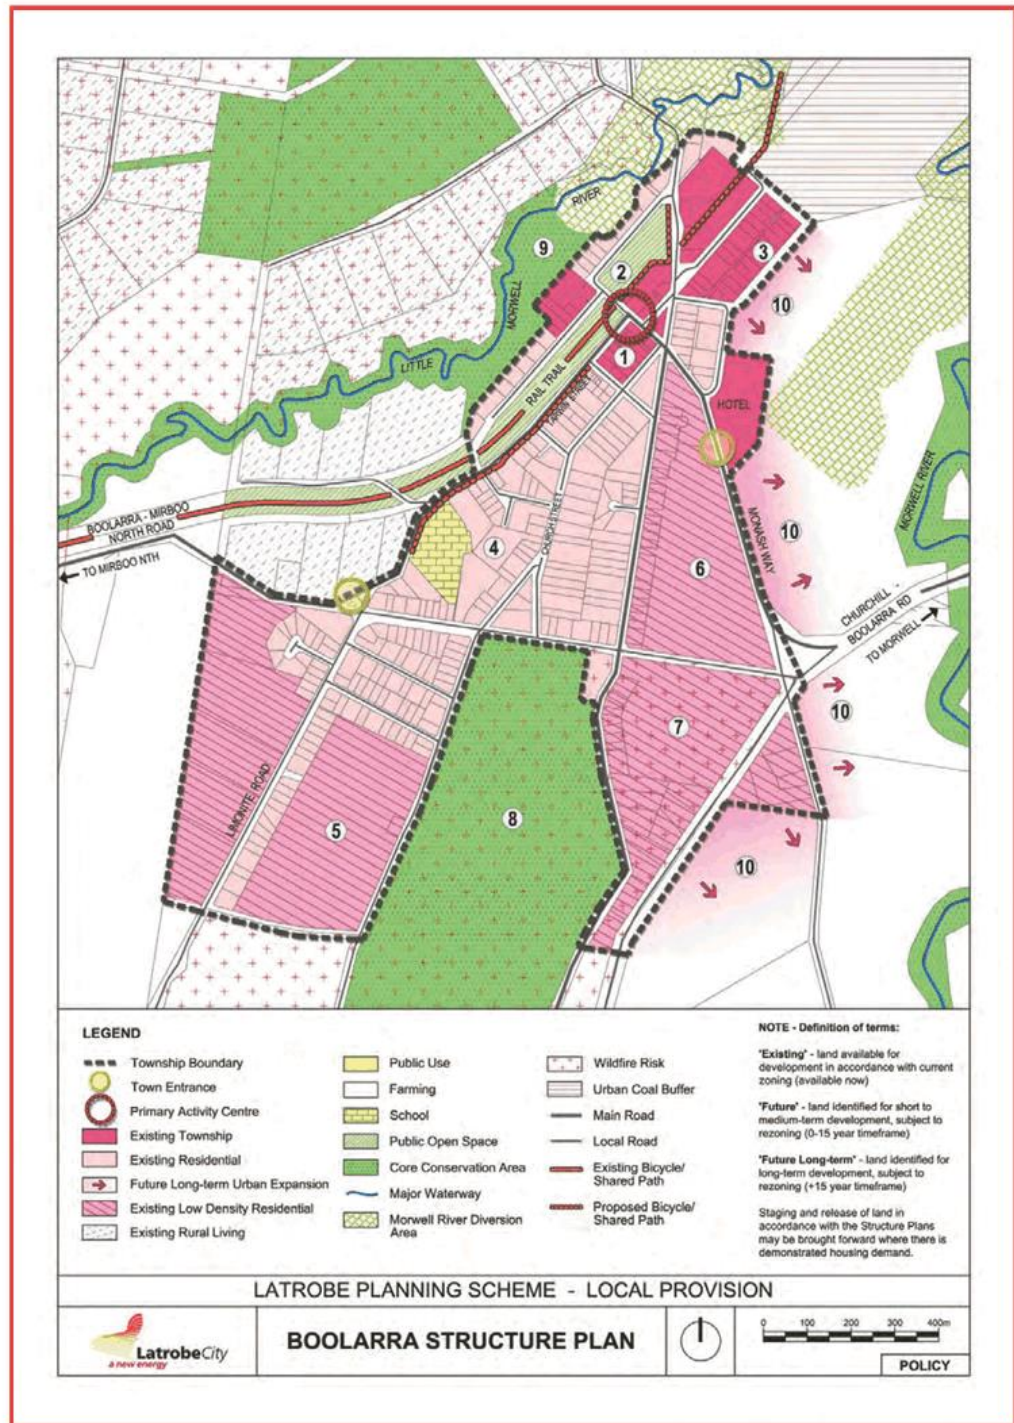 RIVER
9
2
3
10
MORWELL
1
LITTLE
RAIL TRAIL
TARWIN STREET
HOTEL
MORWELL RIVER
BOOLARRA - MIRBOO
NORTH ROAD
TO MIRBOO NTH
4
CHURCH STREET
MONASH WAY
10
6
CHURCHILL -
BOOLARRA RD
TO MORWELL
10
7
LIMONITE ROAD
5
8
10
LEGEND
Township Boundary
Town Entrance
Primary Activity Centre
Existing Township
Existing Residential
Future Long-term Urban Expansion
Existing Low Density Residential
Existing Rural Living
Public Use
Farming
School
Public Open Space
Core Conservation Area
Major Waterway
Morwell River Diversion
Area
Wildfire Risk
Urban Coal Buffer
Main Road
Local Road
Existing Bicycle/
Shared Path
Proposed Bicycle/
Shared Path
NOTE - Definition of terms:
'Existing' - land available for
development in accordance with current
zoning (available now)
'Future' - land identified for short to
medium-term development, subject to
rezoning (0-15 year timeframe)
'Future Long-term' - land identified for
long-term development, subject to
rezoning (+15 year timeframe)
Staging and release of land in
accordance with the Structure Plans
may be brought forward where there is
demonstrated housing demand.
LATROBE PLANNING SCHEME - LOCAL PROVISION
LatrobeCity
a new energy
BOOLARRA STRUCTURE PLAN
0 100 200 300 400m
POLICY